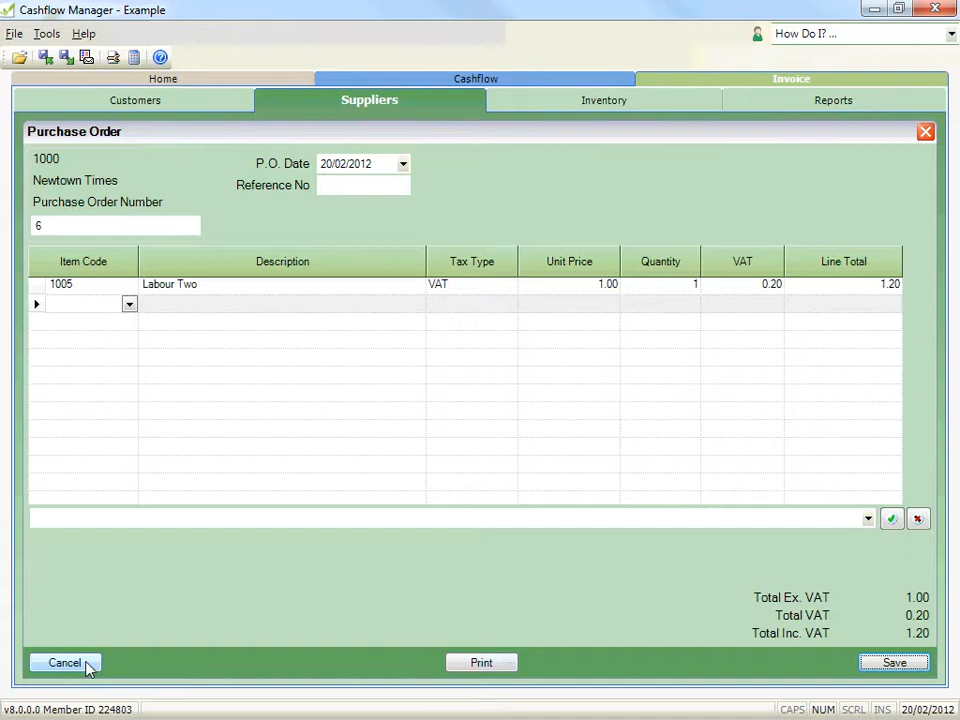 Cashflow Manager - Example
File Tools Help
How Do I? ...
Home Cashflow Invoice
Customers Suppliers Inventory Reports
Purchase Order
1000
P.O. Date 20/02/2012
Newtown Times
Reference No
Purchase Order Number
6
Item Code Description Tax Type Unit Price Quantity VAT Line Total
1005 Labour Two VAT 1.00 1 0.20 1.20
Total Ex. VAT 1.00
Total VAT 0.20
Total Inc. VAT 1.20
Cancel Print Save
v8.0.0.0 Member ID 224803 CAPS NUM SCRL INS 20/02/2012